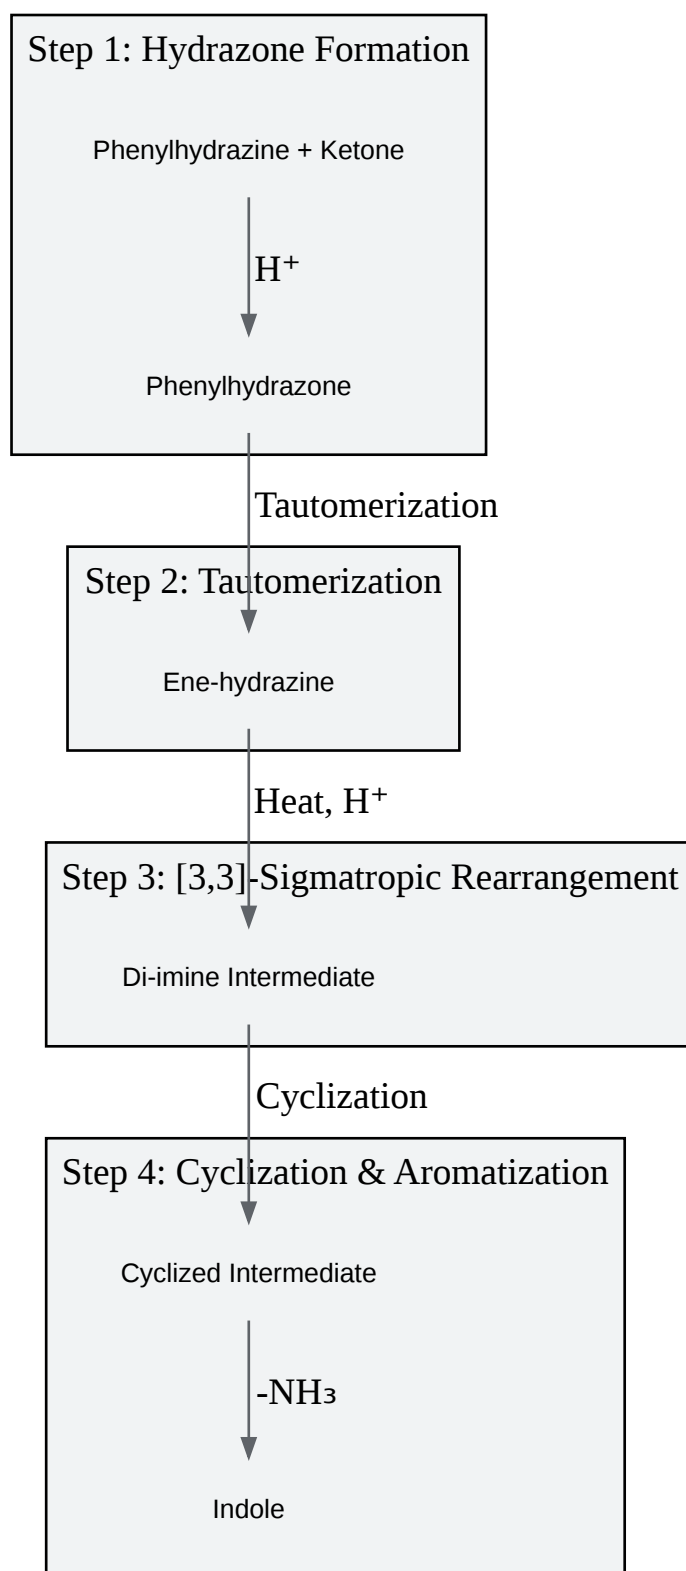 Step 1: Hydrazone Formation
Phenylhydrazine + Ketone
H⁺
Phenylhydrazone
Tautomerization
Step 2: Tautomerization
Ene-hydrazine
Heat, H⁺
Step 3: [3,3]-Sigmatropic Rearrangement
Di-imine Intermediate
Cyclization
Step 4: Cyclization & Aromatization
Cyclized Intermediate
-NH₃
Indole